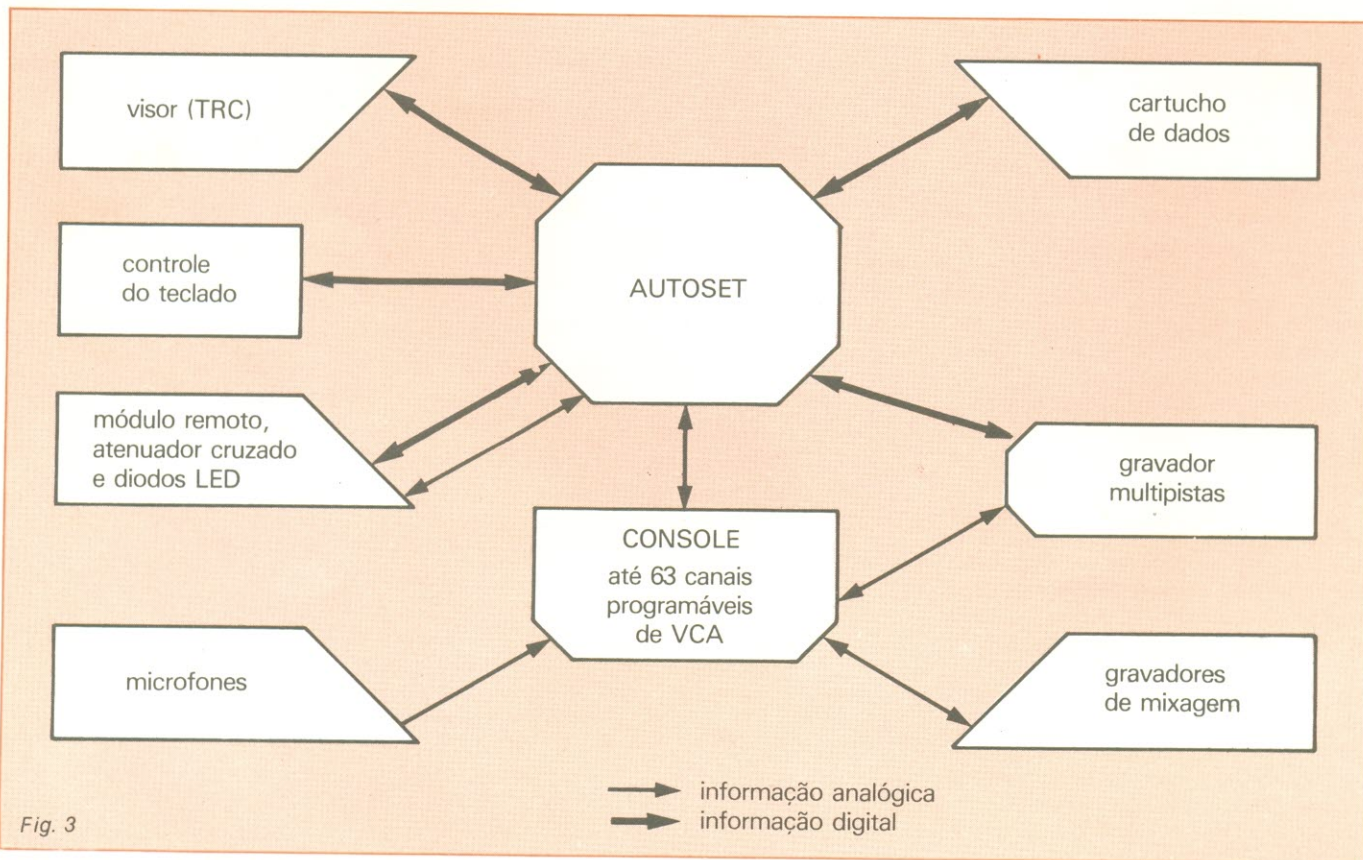 visor (TRC)
cartucho
de dados
controle
do teclado
AUTOSET
módulo remoto,
atenuador cruzado
e diodos LED
gravador
multipistas
CONSOLE
até 63 canais
programáveis
de VCA
microfones
gravadores
de mixagem
informação analógica
informação digital
Fig. 3